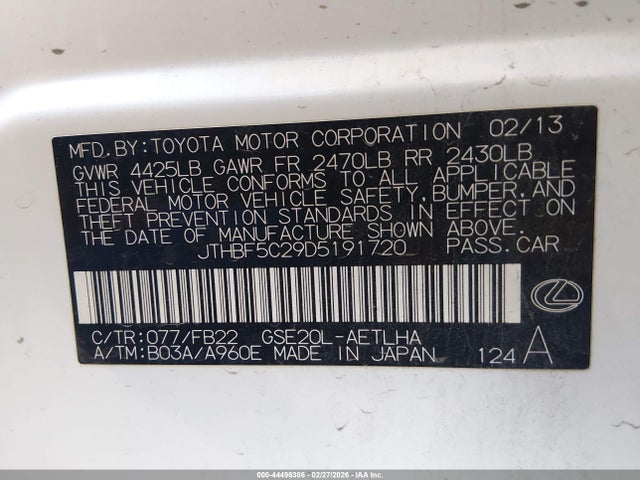 MFD. BY: TOYOTA MOTOR CORPORATION 02/13
GVWR 4425LB GAWR FR 2470LB RR 2430LB
THIS VEHICLE CONFORMS TO ALL APPLICABLE
FEDERAL MOTOR VEHICLE SAFETY, BUMPER, AND
THEFT PREVENTION STANDARDS IN EFFECT ON
THE DATE OF MANUFACTURE SHOWN ABOVE.
JTHBF5C29D5191720 PASS. CAR
C/TR: 077/FB22 GSE20L-AETLHA
A/TM: B03A/A960E MADE IN JAPAN 124 A
000-44496386 - 02/27/2026 - IAAI.COM